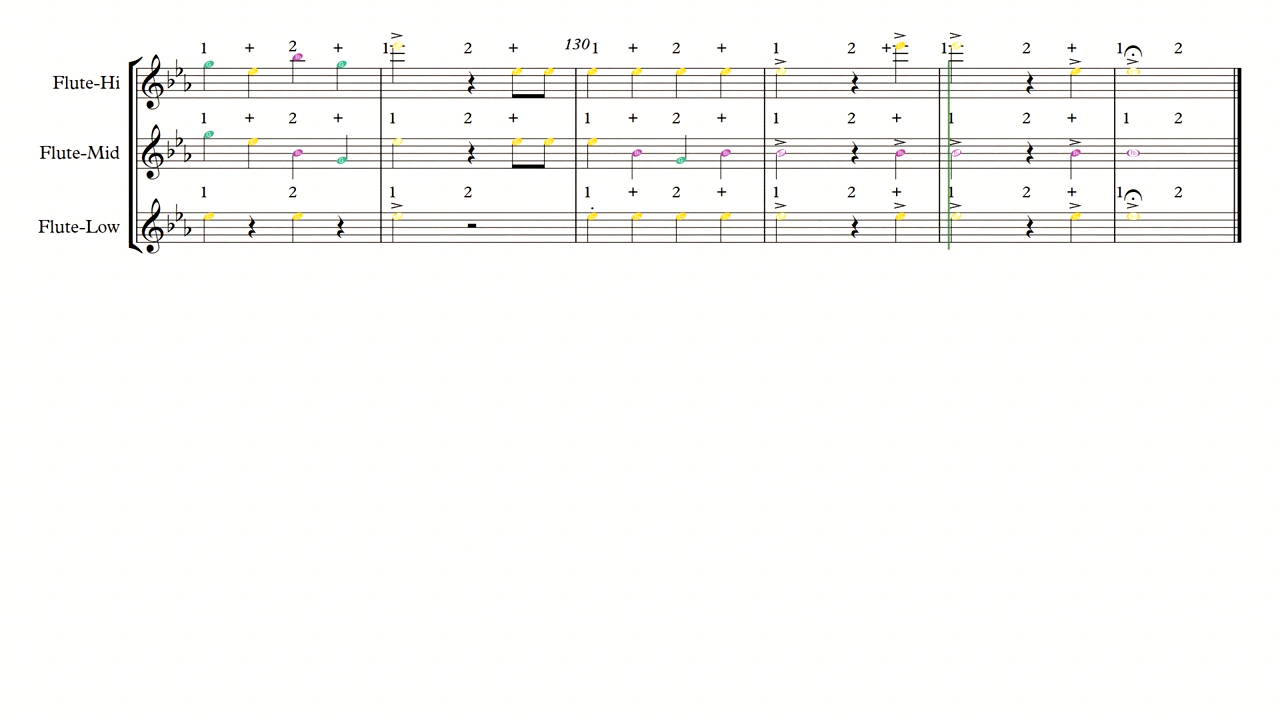 1 + 2 + 1 2 + 130 1 + 2 + 1 2 + 1 2 + 1 2
Flute-Hi
1 + 2 + 1 2 + 1 + 2 + 1 2 + 1 2 + 1 2
Flute-Mid
1 2 1 2 1 + 2 + 1 2 + 1 2 + 1 2
Flute-Low